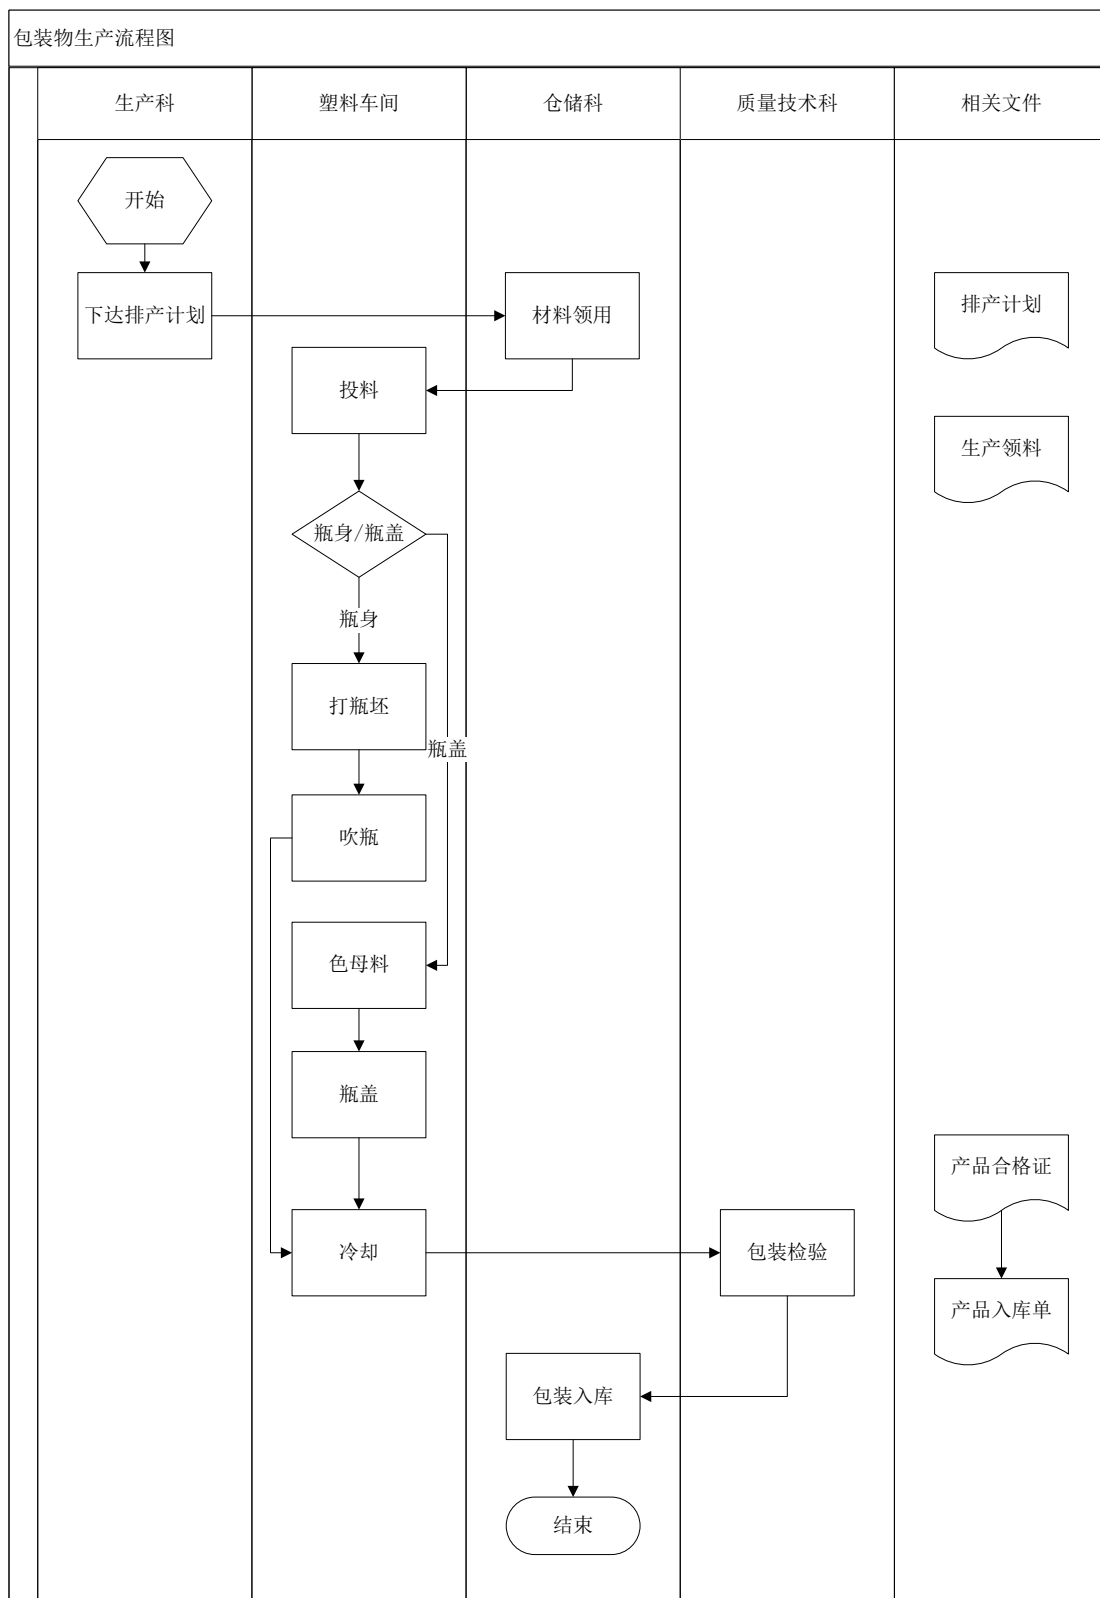 包装物生产流程图
生产科
塑料车间
仓储科
质量技术科
相关文件
开始
下达排产计划
材料领用
排产计划
投料
生产领料
瓶身/瓶盖
瓶身
打瓶坯
瓶盖
吹瓶
色母料
瓶盖
产品合格证
冷却
包装检验
产品入库单
包装入库
结束